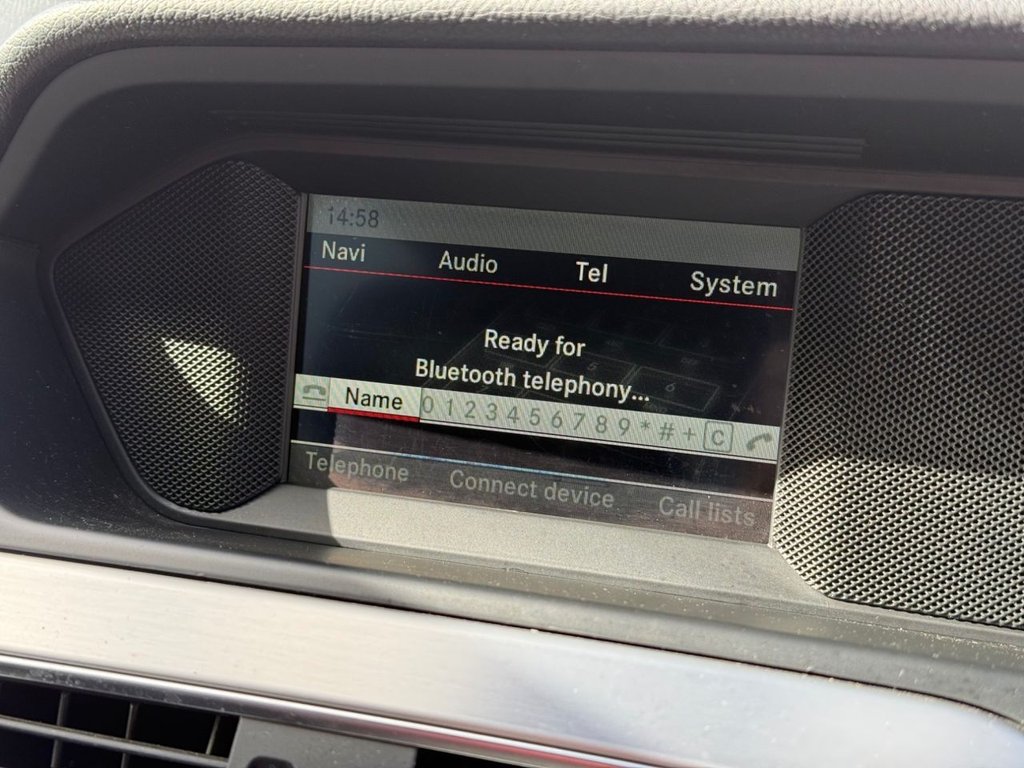 14:58
Navi Audio Tel System
Ready for
Bluetooth telephony...
Name 0 1 2 3 4 5 6 7 8 9 * # + C
Telephone Connect device Call lists